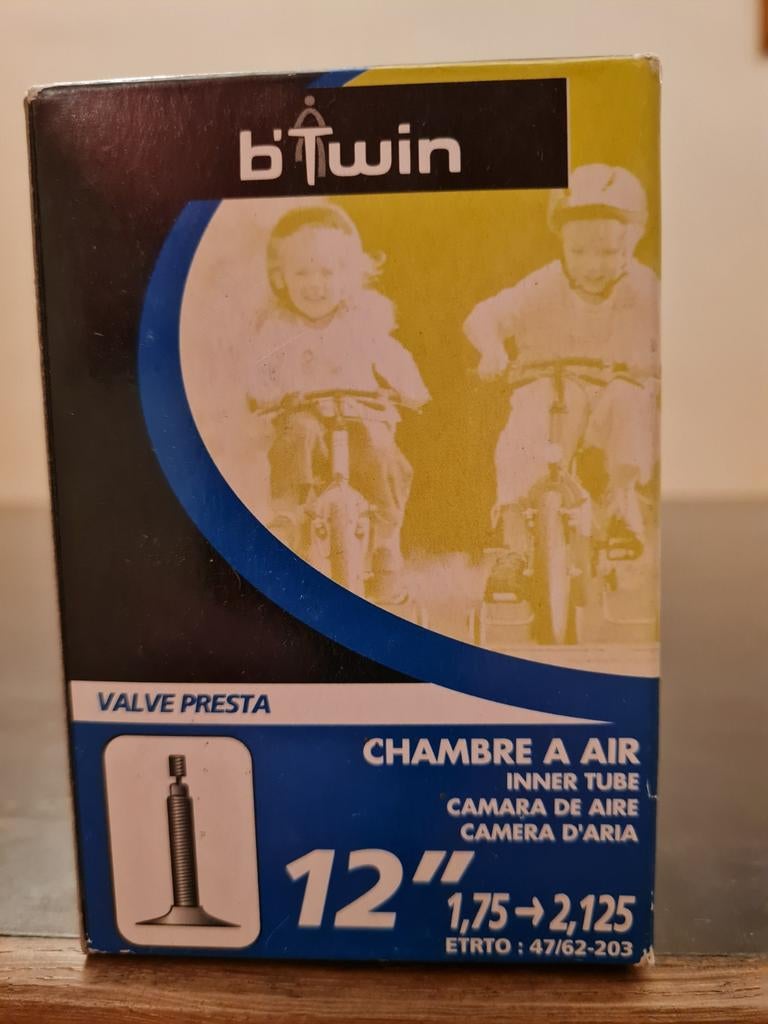 b'Twin
VALVE PRESTA
CHAMBRE A AIR
INNER TUBE
CAMARA DE AIRE
CAMERA D'ARIA
12"
1,75→2,125
ETRTO : 47/62-203